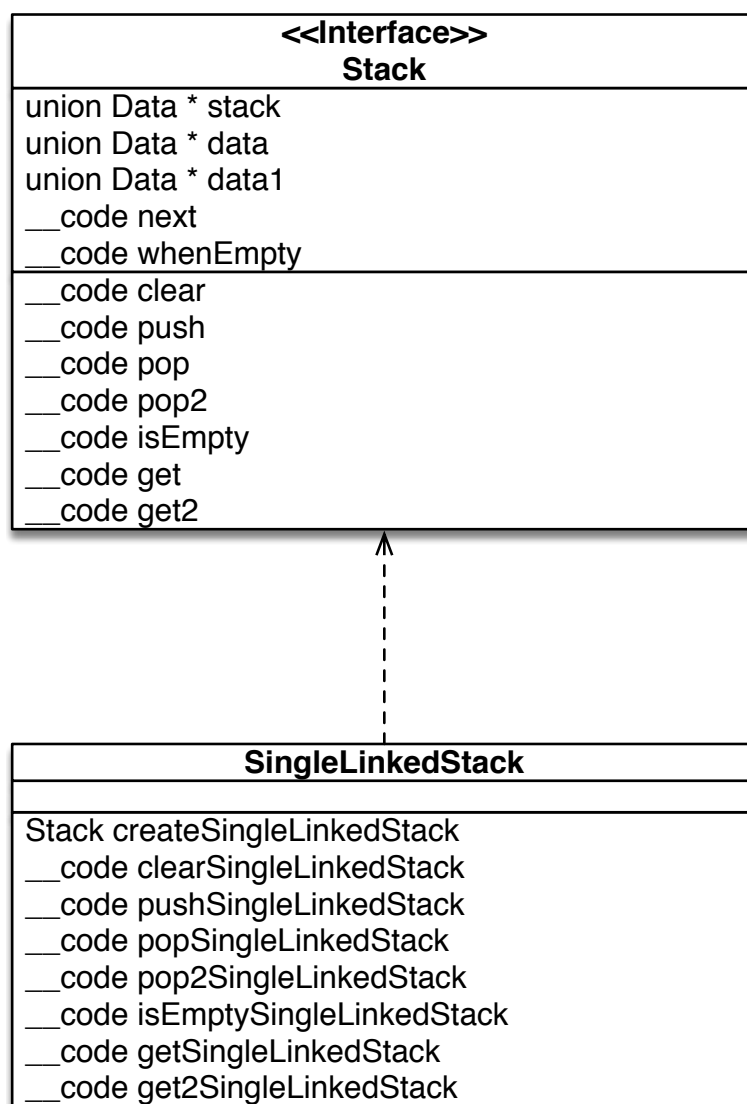 <<Interface>>
Stack
union Data * stack
union Data * data
union Data * data1
__code next
__code whenEmpty
__code clear
__code push
__code pop
__code pop2
__code isEmpty
__code get
__code get2
SingleLinkedStack
Stack createSingleLinkedStack
__code clearSingleLinkedStack
__code pushSingleLinkedStack
__code popSingleLinkedStack
__code pop2SingleLinkedStack
__code isEmptySingleLinkedStack
__code getSingleLinkedStack
__code get2SingleLinkedStack